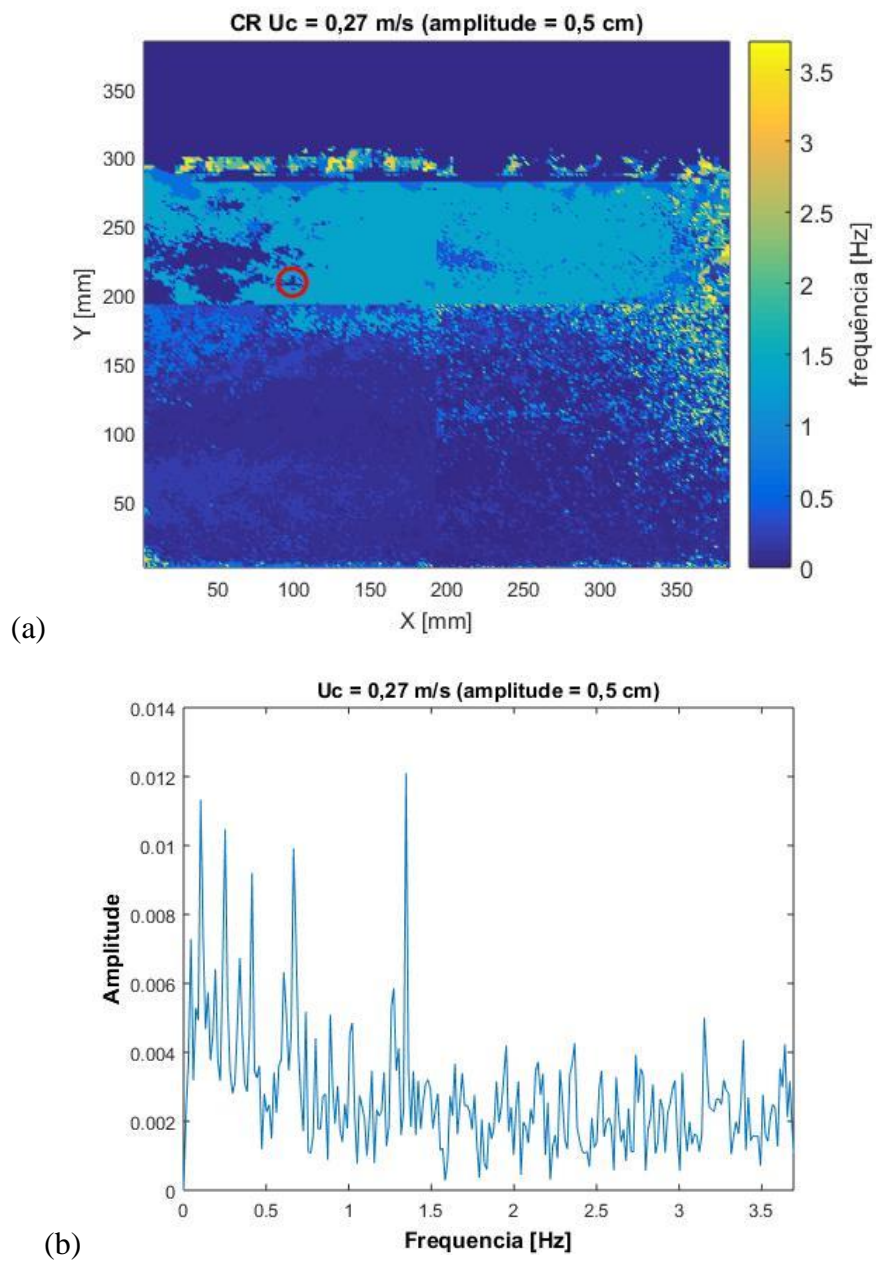 CR Uc = 0,27 m/s (amplitude = 0,5 cm)
350
300
250
200
150
100
50
Y [mm]
50 100 150 200 250 300 350
X [mm]
3.5
3
2.5
2
1.5
1
0.5
0
frequência [Hz]
(a)
Uc = 0,27 m/s (amplitude = 0,5 cm)
0.014
0.012
0.01
0.008
0.006
0.004
0.002
0
Amplitude
0 0.5 1 1.5 2 2.5 3 3.5
Frequencia [Hz]
(b)